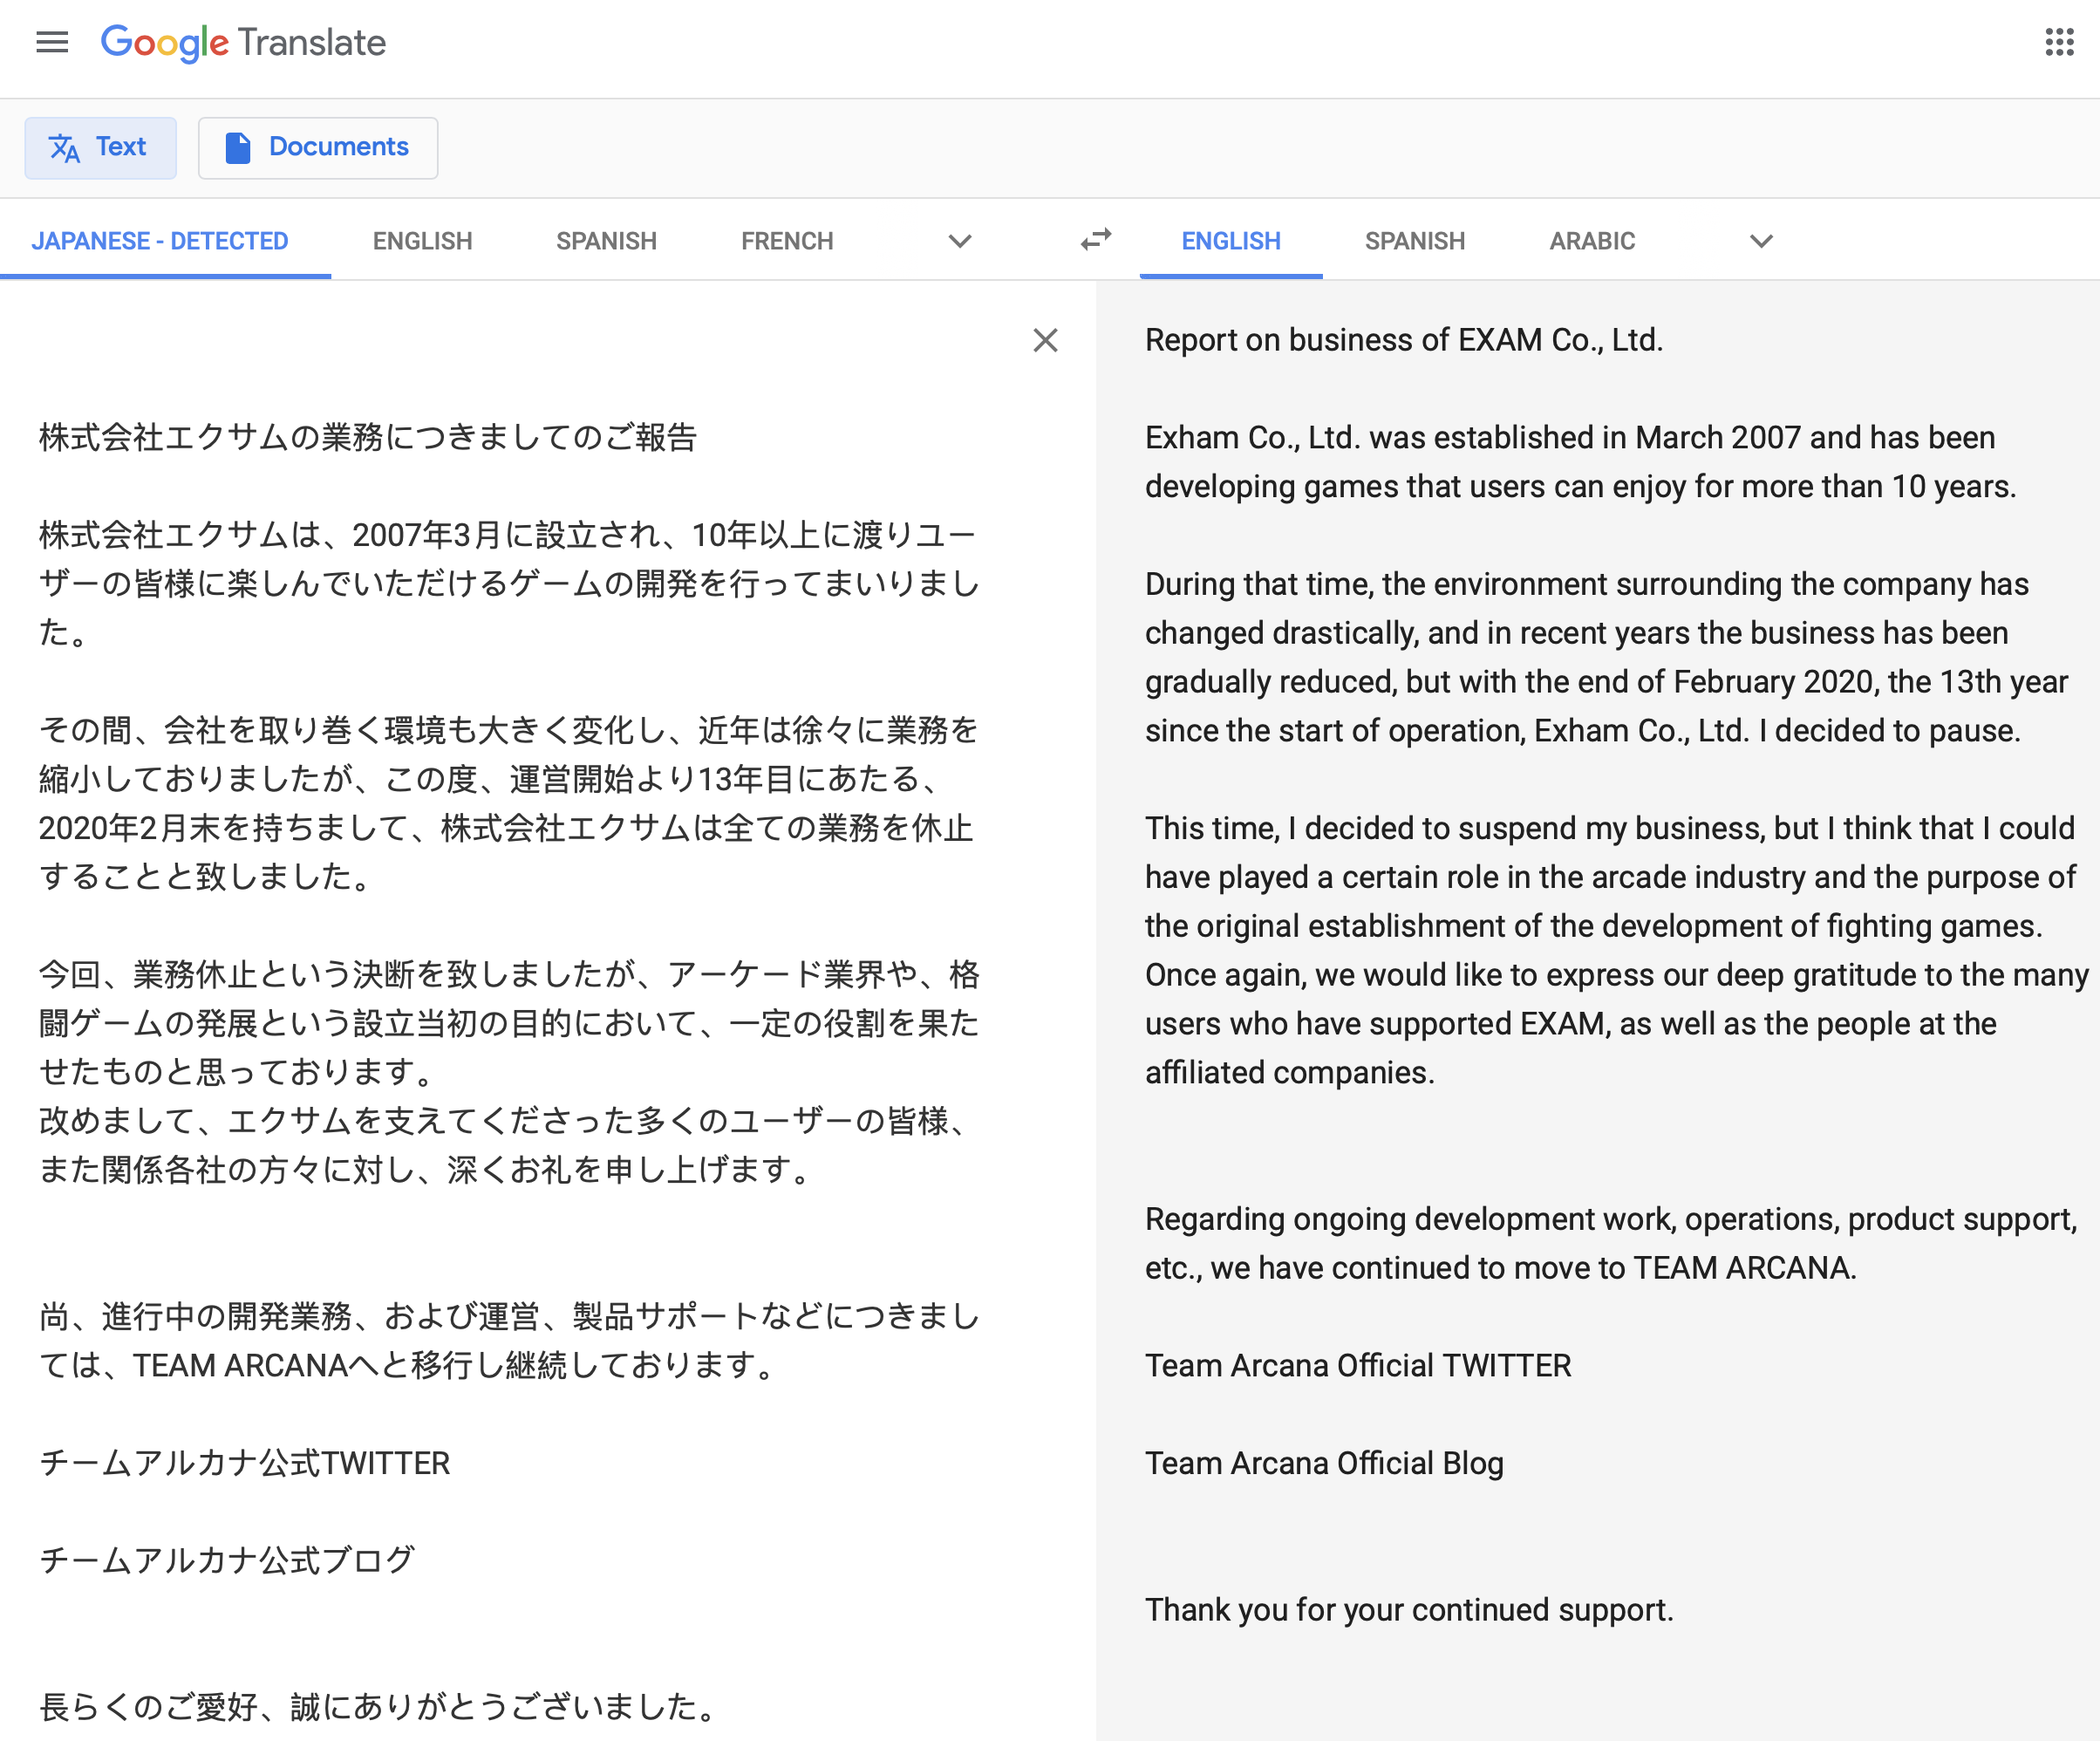 Google Translate
Text
Documents
JAPANESE - DETECTED
ENGLISH
SPANISH
FRENCH
ENGLISH
SPANISH
ARABIC
株式会社エクサムの業務につきましてのご報告
株式会社エクサムは、2007年3月に設立され、10年以上に渡りユー
ザーの皆様に楽しんでいただけるゲームの開発を行ってまいりまし
た。
その間、会社を取り巻く環境も大きく変化し、近年は徐々に業務を
縮小しておりましたが、この度、運営開始より13年目にあたる、
2020年2月末を持ちまして、株式会社エクサムは全ての業務を休止
することと致しました。
今回、業務休止という決断を致しましたが、アーケード業界や、格
闘ゲームの発展という設立当初の目的において、一定の役割を果た
せたものと思っております。
改めまして、エクサムを支えてくださった多くのユーザーの皆様、
また関係各社の方々に対し、深くお礼を申し上げます。
尚、進行中の開発業務、および運営、製品サポートなどにつきまし
ては、TEAM ARCANAへと移行し継続しております。
チームアルカナ公式TWITTER
チームアルカナ公式ブログ
長らくのご愛好、誠にありがとうございました。
Report on business of EXAM Co., Ltd.
Exham Co., Ltd. was established in March 2007 and has been
developing games that users can enjoy for more than 10 years.
During that time, the environment surrounding the company has
changed drastically, and in recent years the business has been
gradually reduced, but with the end of February 2020, the 13th year
since the start of operation, Exham Co., Ltd. I decided to pause.
This time, I decided to suspend my business, but I think that I could
have played a certain role in the arcade industry and the purpose of
the original establishment of the development of fighting games.
Once again, we would like to express our deep gratitude to the many
users who have supported EXAM, as well as the people at the
affiliated companies.
Regarding ongoing development work, operations, product support,
etc., we have continued to move to TEAM ARCANA.
Team Arcana Official TWITTER
Team Arcana Official Blog
Thank you for your continued support.